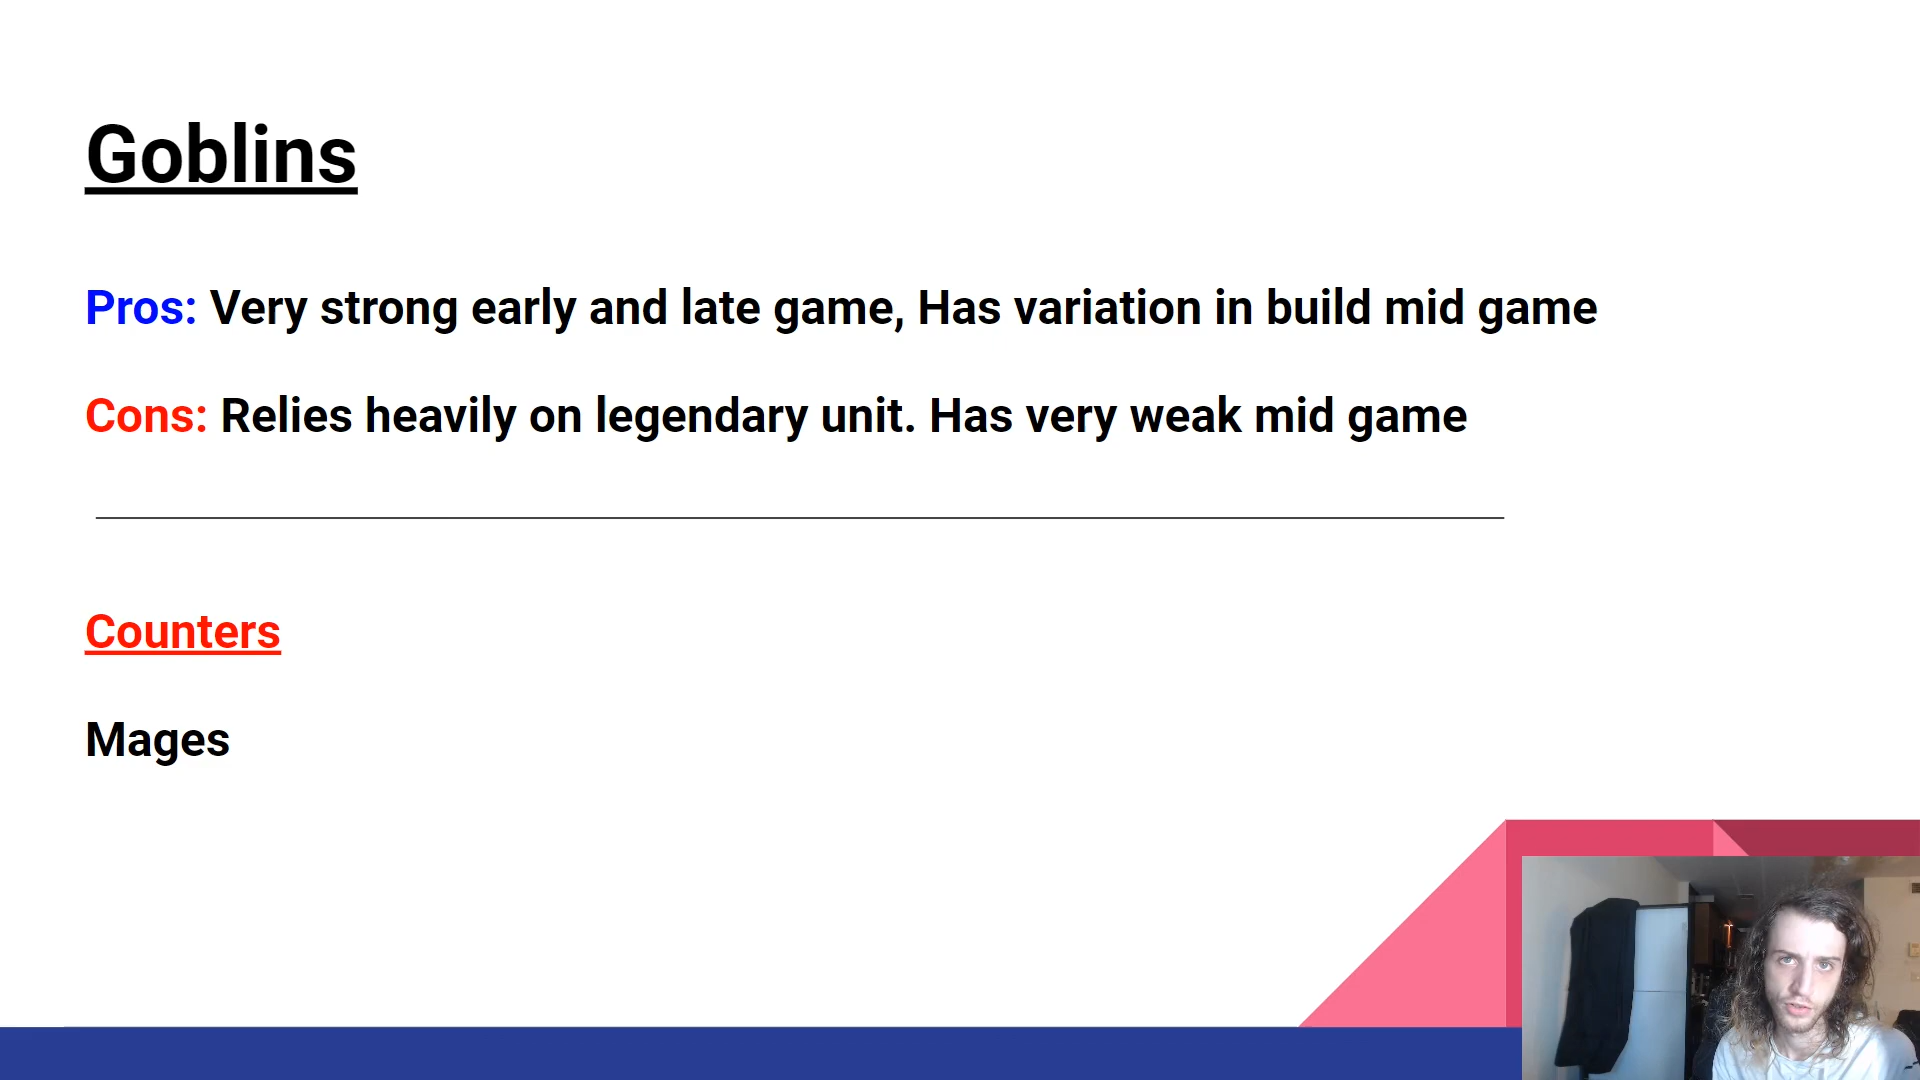 Goblins
Pros: Very strong early and late game, Has variation in build mid game
Cons: Relies heavily on legendary unit. Has very weak mid game
Counters
Mages